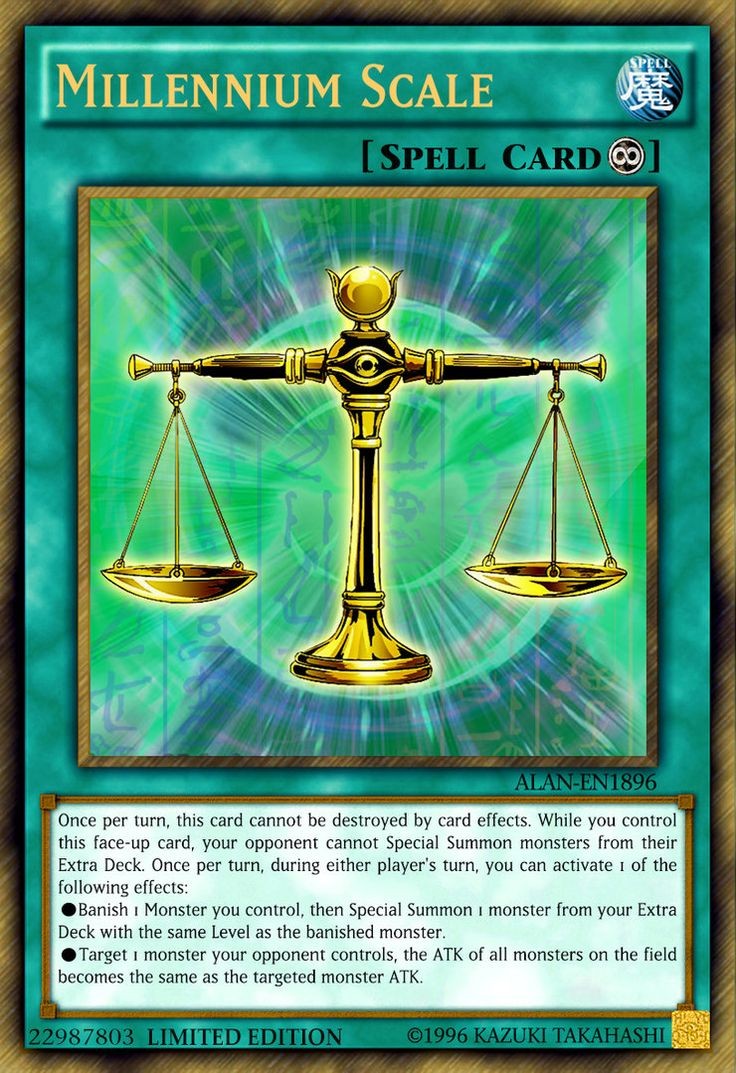 MILLENNIUM SCALE
SPELL
魔
[SPELL CARD]
ALAN-EN1896
Once per turn, this card cannot be destroyed by card effects. While you control
this face-up card, your opponent cannot Special Summon monsters from their
Extra Deck. Once per turn, during either player's turn, you can activate 1 of the
following effects:
●Banish 1 Monster you control, then Special Summon 1 monster from your Extra
Deck with the same Level as the banished monster.
●Target 1 monster your opponent controls, the ATK of all monsters on the field
becomes the same as the targeted monster ATK.
22987803 LIMITED EDITION ©1996 KAZUKI TAKAHASHI